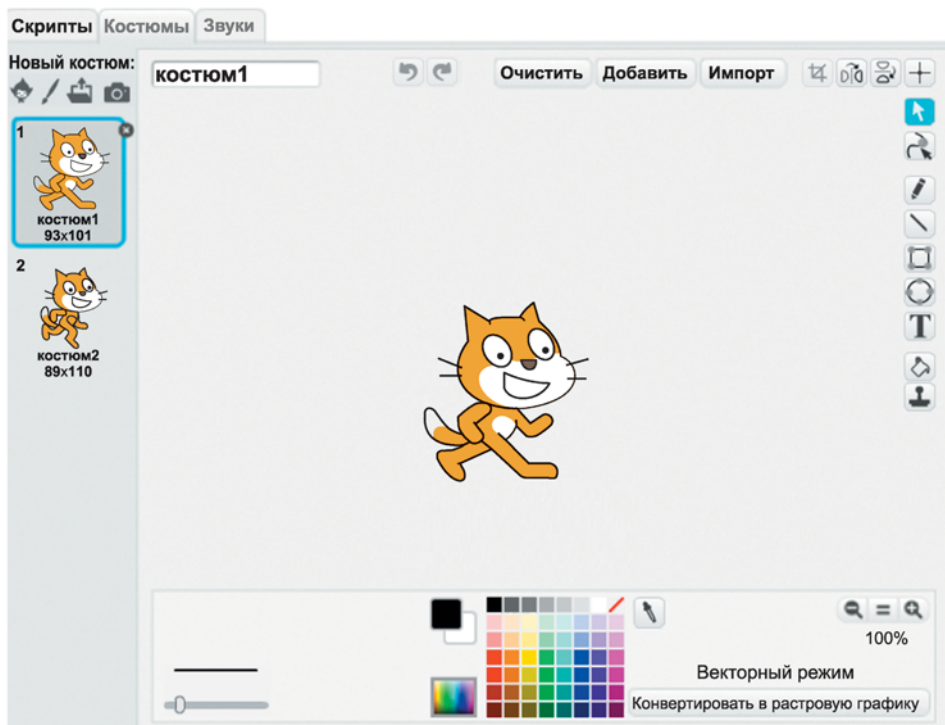 Скрипты Костюмы Звуки
Новый костюм:
костюм1
Очистить Добавить Импорт
1
костюм1
93x101
2
костюм2
89x110
T
100%
Векторный режим
Конвертировать в растровую графику